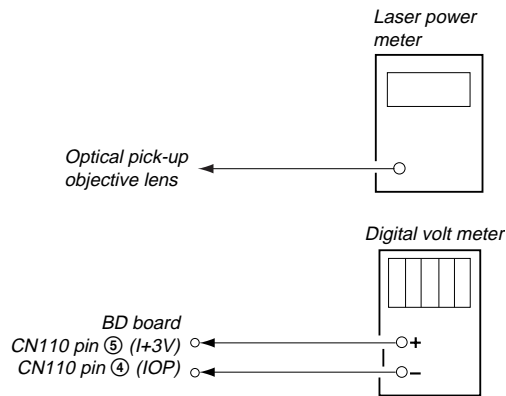 Laser power
meter
Optical pick-up
objective lens
Digital volt meter
BD board
CN110 pin ⑤ (I+3V)
+
CN110 pin ④ (IOP)
–